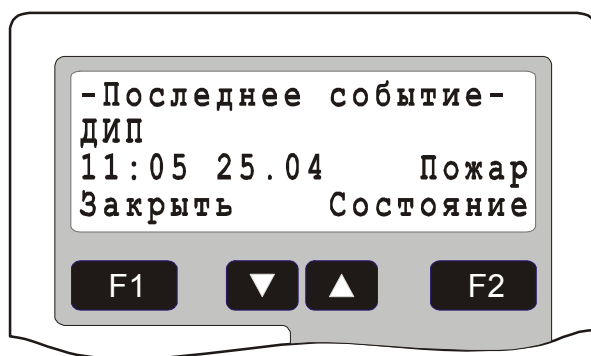 -Последнее событие-
ДИП
11:05 25.04 Пожар
Закрыть Состояние
F1 ▼ ▲ F2